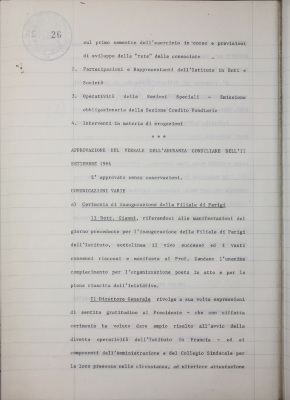 26
sul primo semestre dell'esercizio in corso e previsioni
di sviluppo della "rata" delle consociate
2. Partecipazioni e Rappresentanti dell'Istituto in Enti e
Società
3. Operatività delle Sezioni Speciali - Emissione
obbligazionaria della Sezione Credito Fondiario
4. Interventi in materia di erogazioni
* * *
APPROVAZIONE DEL VERBALE DELL'ADUNANZA CONSILIARE DELL'11
SETTEMBRE 1986
E' approvato senza osservazioni.
COMUNICAZIONI VARIE
a) Cerimonia di inaugurazione della Filiale di Parigi
Il Dott. Gianni, riferendosi alle manifestazioni del
giorno precedente per l'inaugurazione della Filiale di Parigi
dell'Istituto, sottolinea il vivo successo ed i vasti
consensi riscossi e manifesta al Prof. Zandano l'unanime
compiacimento per l'organizzazione posta in atto e per la
piena riuscita dell'iniziativa.
Il Direttore Generale rivolge a sua volta espressioni
di sentita gratitudine al Presidente - che con siffatta
cerimonia ha voluto dare ampio risalto all'avvio della
diretta operatività dell'Istituto in Francia - ed ai
componenti dell'Amministrazione e del Collegio Sindacale per
la loro presenza nella circostanza, ad ulteriore attestazione